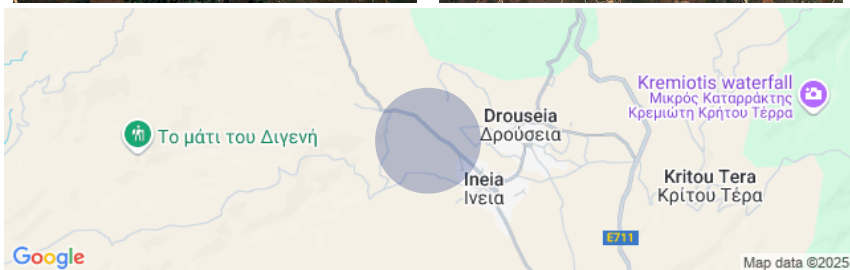 Kremiotis waterfall
Μικρός Καταρράκτης
Κρεμιώτη Κρήτου Τέρρα
Drouseia
Δρούσεια
Το μάτι του Διγενή
Ineia
Ινεια
Kritou Tera
Κρίτου Τέρα
E711
Google
Map data ©2025